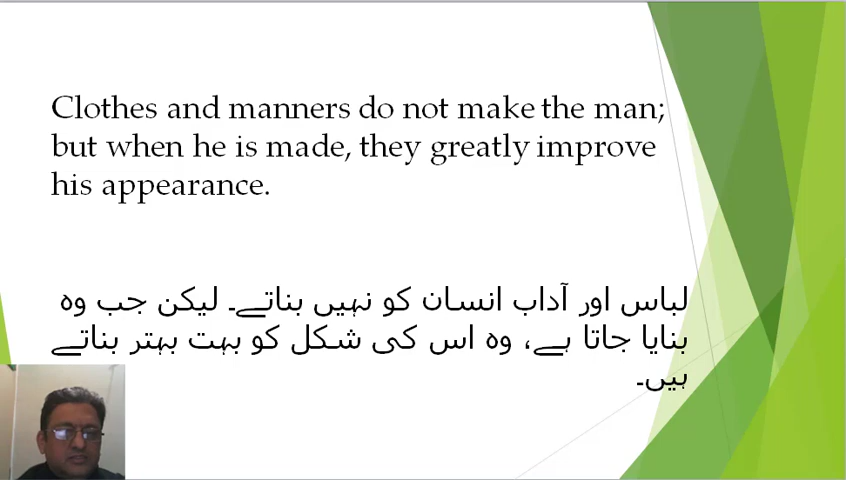 Clothes and manners do not make the man;
but when he is made, they greatly improve
his appearance.
لباس اور آداب انسان کو نہیں بناتے۔ لیکن جب وہ
بنایا جاتا ہے، وہ اس کی شکل کو بہت بہتر بناتے
ہیں۔